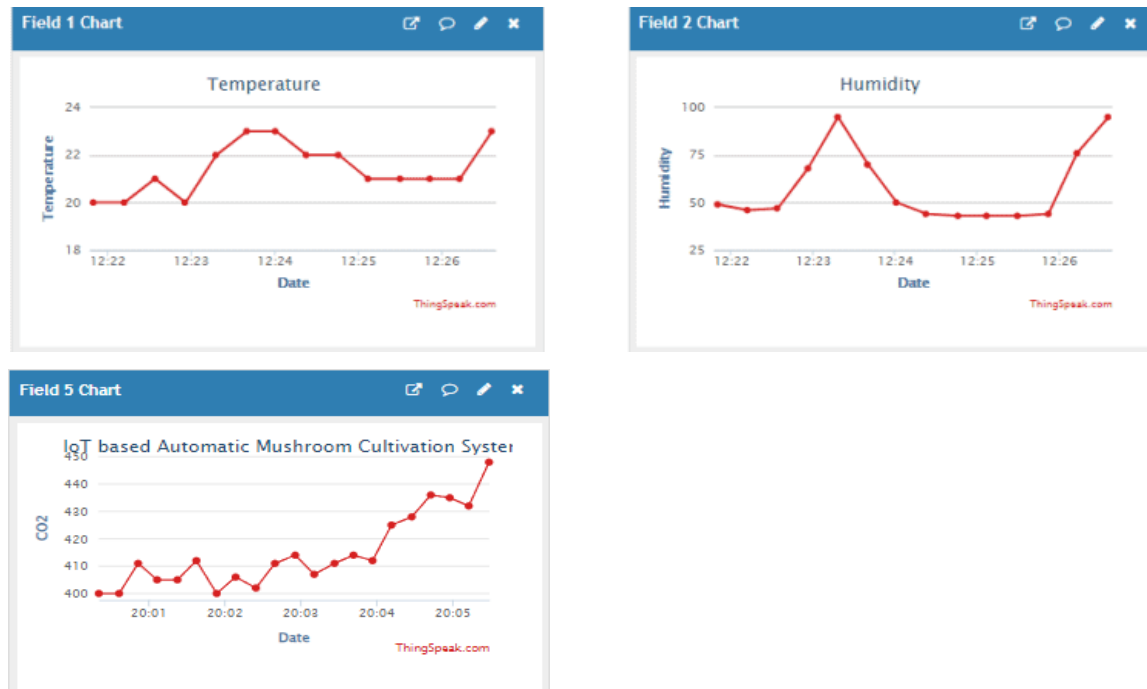 Field 1 Chart
Temperature
24
22
20
18
Temperature
12:22 12:23 12:24 12:25 12:26
Date
ThingSpeak.com
Field 2 Chart
Humidity
100
75
50
25
Humidity
12:22 12:23 12:24 12:25 12:26
Date
ThingSpeak.com
Field 5 Chart
IoT based Automatic Mushroom Cultivation Syster
450
440
430
420
410
400
CO2
20:01 20:02 20:03 20:04 20:05
Date
ThingSpeak.com